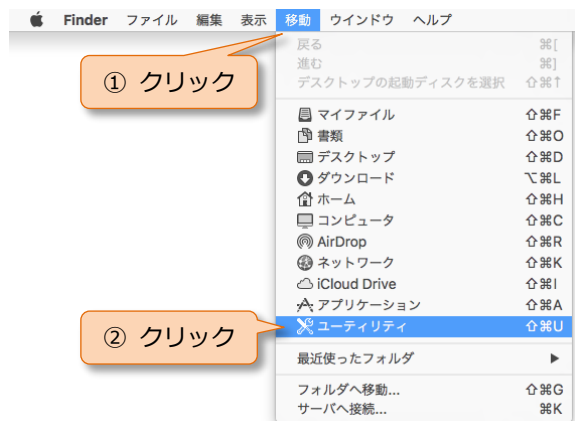 Finder ファイル 編集 表示 移動 ウインドウ ヘルプ
① クリック
戻る ⌘[
進む ⌘]
デスクトップの起動ディスクを選択 ⇧⌘↑
マイファイル ⇧⌘F
書類 ⇧⌘O
デスクトップ ⇧⌘D
ダウンロード ⌥⌘L
ホーム ⇧⌘H
コンピュータ ⇧⌘C
AirDrop ⇧⌘R
ネットワーク ⇧⌘K
iCloud Drive ⇧⌘I
アプリケーション ⇧⌘A
② クリック
ユーティリティ ⇧⌘U
最近使ったフォルダ ▶
フォルダへ移動... ⇧⌘G
サーバへ接続... ⌘K